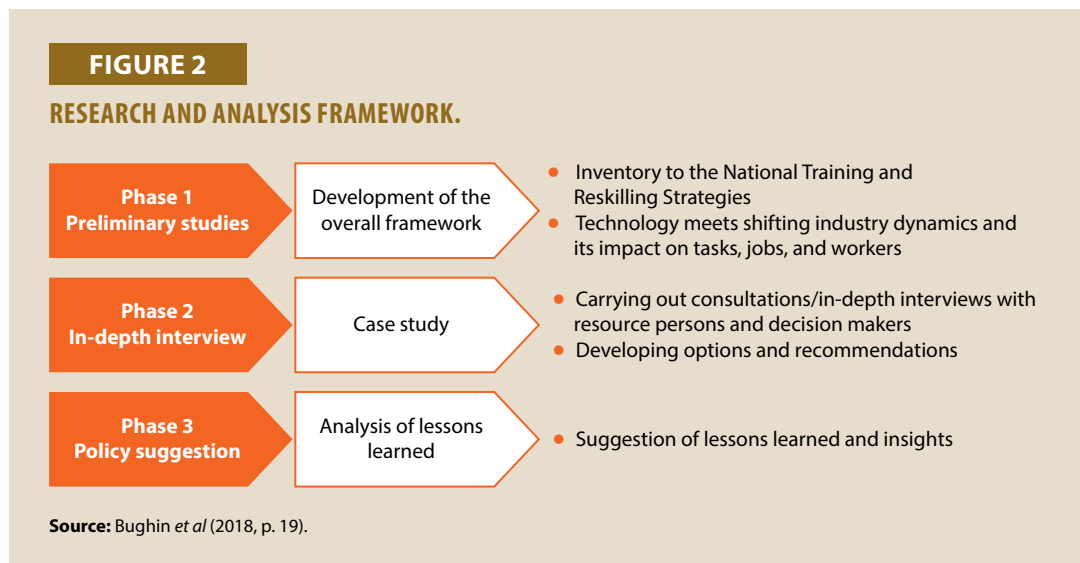 FIGURE 2
RESEARCH AND ANALYSIS FRAMEWORK.
Phase 1
Preliminary studies
Development of the
overall framework
• Inventory to the National Training and
Reskilling Strategies
• Technology meets shifting industry dynamics and
its impact on tasks, jobs, and workers
Phase 2
In-depth interview
Case study
• Carrying out consultations/in-depth interviews with
resource persons and decision makers
• Developing options and recommendations
Phase 3
Policy suggestion
Analysis of lessons
learned
• Suggestion of lessons learned and insights
Source: Bughin et al (2018, p. 19).